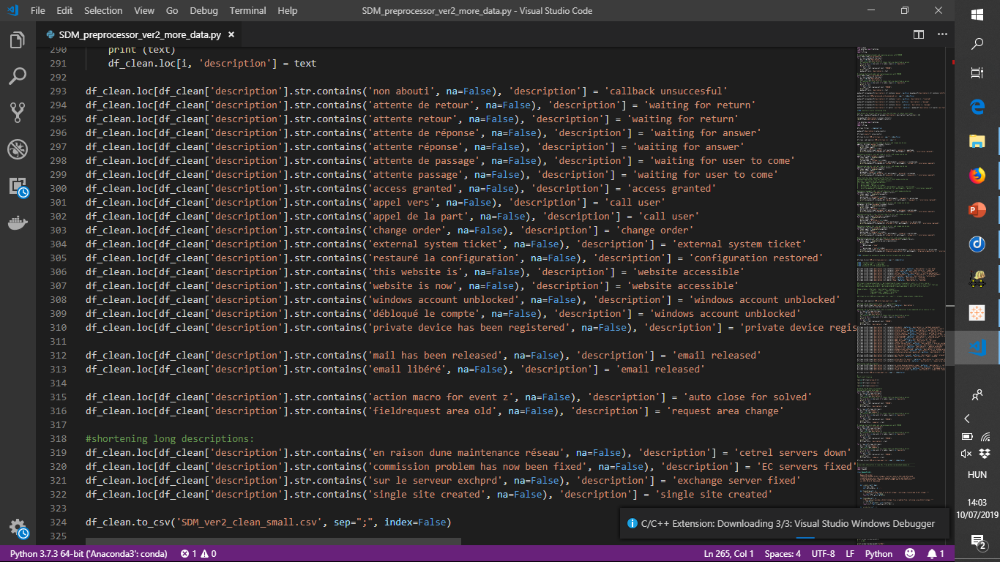 File Edit Selection View Go Debug Terminal Help SDM_preprocessor_ver2_more_data.py - Visual Studio Code
SDM_preprocessor_ver2_more_data.py
290 print (text)
291 df_clean.loc[i, 'description'] = text
292
293 df_clean.loc[df_clean['description'].str.contains('non abouti', na=False), 'description'] = 'callback unsuccesful'
294 df_clean.loc[df_clean['description'].str.contains('attente de retour', na=False), 'description'] = 'waiting for return'
295 df_clean.loc[df_clean['description'].str.contains('attente retour', na=False), 'description'] = 'waiting for return'
296 df_clean.loc[df_clean['description'].str.contains('attente de réponse', na=False), 'description'] = 'waiting for answer'
297 df_clean.loc[df_clean['description'].str.contains('attente réponse', na=False), 'description'] = 'waiting for answer'
298 df_clean.loc[df_clean['description'].str.contains('attente de passage', na=False), 'description'] = 'waiting for user to come'
299 df_clean.loc[df_clean['description'].str.contains('attente passage', na=False), 'description'] = 'waiting for user to come'
300 df_clean.loc[df_clean['description'].str.contains('access granted', na=False), 'description'] = 'access granted'
301 df_clean.loc[df_clean['description'].str.contains('appel vers', na=False), 'description'] = 'call user'
302 df_clean.loc[df_clean['description'].str.contains('appel de la part', na=False), 'description'] = 'call user'
303 df_clean.loc[df_clean['description'].str.contains('change order', na=False), 'description'] = 'change order'
304 df_clean.loc[df_clean['description'].str.contains('external system ticket', na=False), 'description'] = 'external system ticket'
305 df_clean.loc[df_clean['description'].str.contains('restauré la configuration', na=False), 'description'] = 'configuration restored'
306 df_clean.loc[df_clean['description'].str.contains('this website is', na=False), 'description'] = 'website accessible'
307 df_clean.loc[df_clean['description'].str.contains('website is now', na=False), 'description'] = 'website accessible'
308 df_clean.loc[df_clean['description'].str.contains('windows account unblocked', na=False), 'description'] = 'windows account unblocked'
309 df_clean.loc[df_clean['description'].str.contains('débloqué le compte', na=False), 'description'] = 'windows account unblocked'
310 df_clean.loc[df_clean['description'].str.contains('private device has been registered', na=False), 'description'] = 'private device regis
311
312 df_clean.loc[df_clean['description'].str.contains('mail has been released', na=False), 'description'] = 'email released'
313 df_clean.loc[df_clean['description'].str.contains('email libéré', na=False), 'description'] = 'email released'
314
315 df_clean.loc[df_clean['description'].str.contains('action macro for event z', na=False), 'description'] = 'auto close for solved'
316 df_clean.loc[df_clean['description'].str.contains('fieldrequest area old', na=False), 'description'] = 'request area change'
317
318 #shortening long descriptions:
319 df_clean.loc[df_clean['description'].str.contains('en raison dune maintenance réseau', na=False), 'description'] = 'cetrel servers down'
320 df_clean.loc[df_clean['description'].str.contains('commission problem has now been fixed', na=False), 'description'] = 'EC servers fixed'
321 df_clean.loc[df_clean['description'].str.contains('sur le serveur exchprd', na=False), 'description'] = 'exchange server fixed'
322 df_clean.loc[df_clean['description'].str.contains('single site created', na=False), 'description'] = 'single site created'
323
324 df_clean.to_csv('SDM_ver2_clean_small.csv', sep=";", index=False)
325
C/C++ Extension: Downloading 3/3: Visual Studio Windows Debugger
Python 3.7.3 64-bit ('Anaconda3': conda) 1 0 Ln 265, Col 1 Spaces: 4 UTF-8 LF Python 1
HUN
14:03
10/07/2019
2